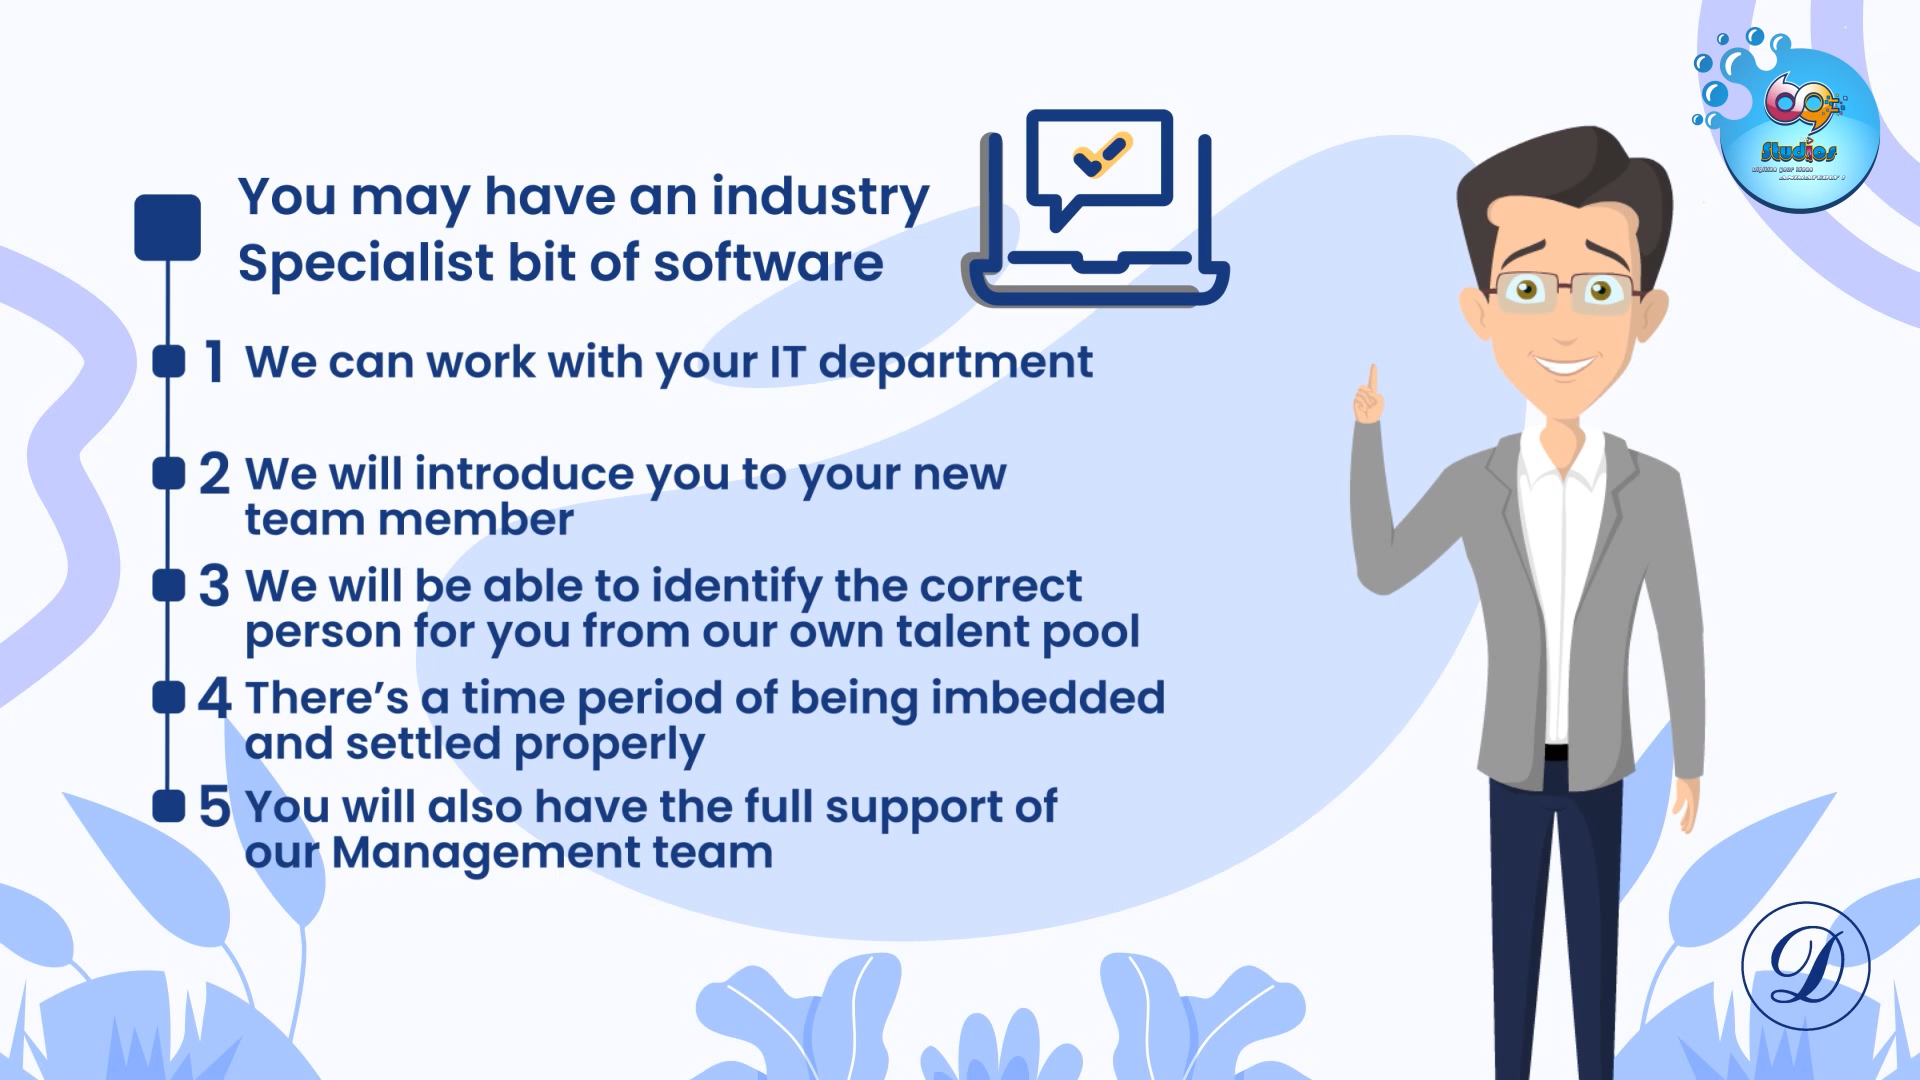 You may have an industry
Specialist bit of software
1 We can work with your IT department
2 We will introduce you to your new
team member
3 We will be able to identify the correct
person for you from our own talent pool
4 There’s a time period of being imbedded
and settled properly
5 You will also have the full support of
our Management team
69
Studios
D